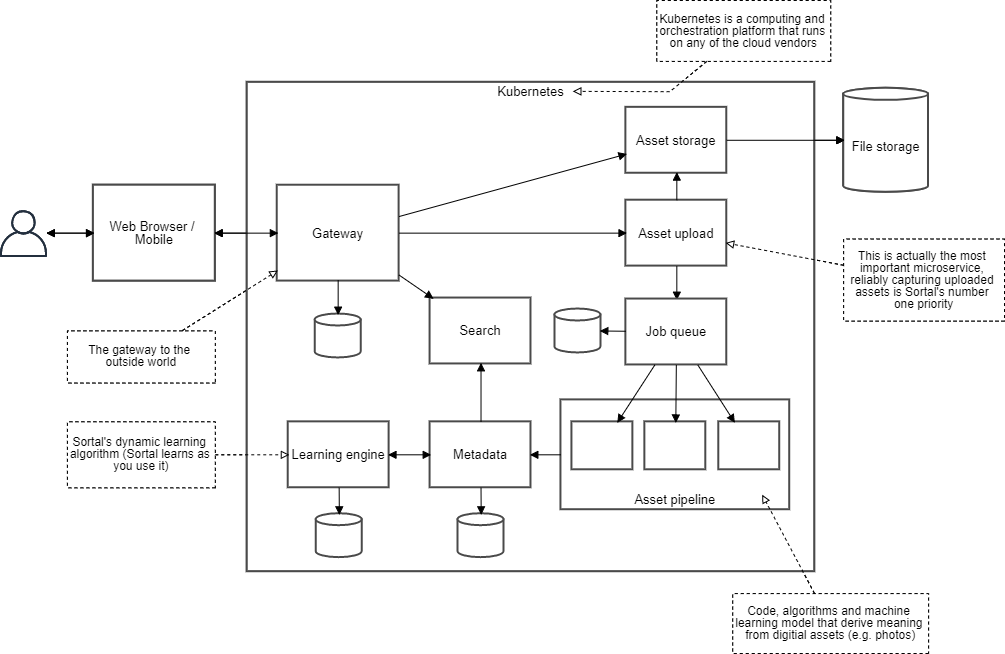 Kubernetes is a computing and
orchestration platform that runs
on any of the cloud vendors
Kubernetes
Asset storage
File storage
Web Browser /
Mobile
Gateway
Asset upload
This is actually the most
important microservice,
reliably capturing uploaded
assets is Sortal's number
one priority
The gateway to the
outside world
Search
Job queue
Sortal's dynamic learning
algorithm (Sortal learns as
you use it)
Learning engine
Metadata
Asset pipeline
Code, algorithms and machine
learning model that derive meaning
from digitial assets (e.g. photos)